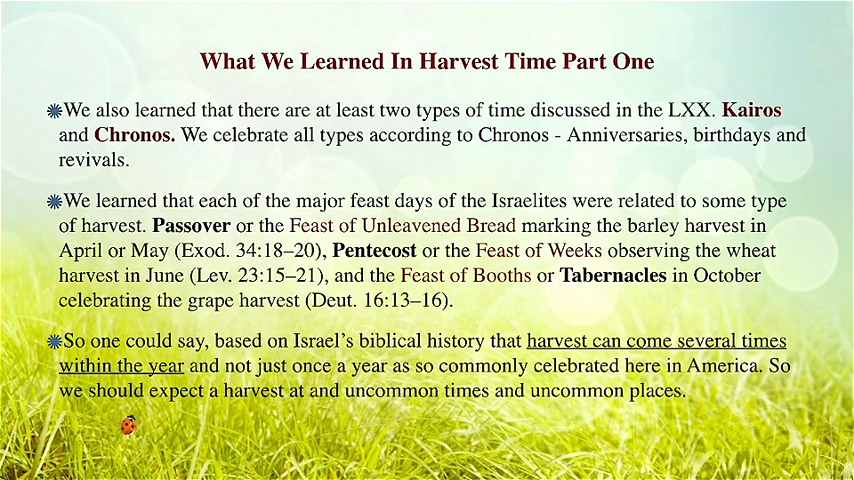 What We Learned In Harvest Time Part One
We also learned that there are at least two types of time discussed in the LXX. Kairos
and Chronos. We celebrate all types according to Chronos - Anniversaries, birthdays and
revivals.
We learned that each of the major feast days of the Israelites were related to some type
of harvest. Passover or the Feast of Unleavened Bread marking the barley harvest in
April or May (Exod. 34:18–20), Pentecost or the Feast of Weeks observing the wheat
harvest in June (Lev. 23:15–21), and the Feast of Booths or Tabernacles in October
celebrating the grape harvest (Deut. 16:13–16).
So one could say, based on Israel’s biblical history that harvest can come several times
within the year and not just once a year as so commonly celebrated here in America. So
we should expect a harvest at and uncommon times and uncommon places.